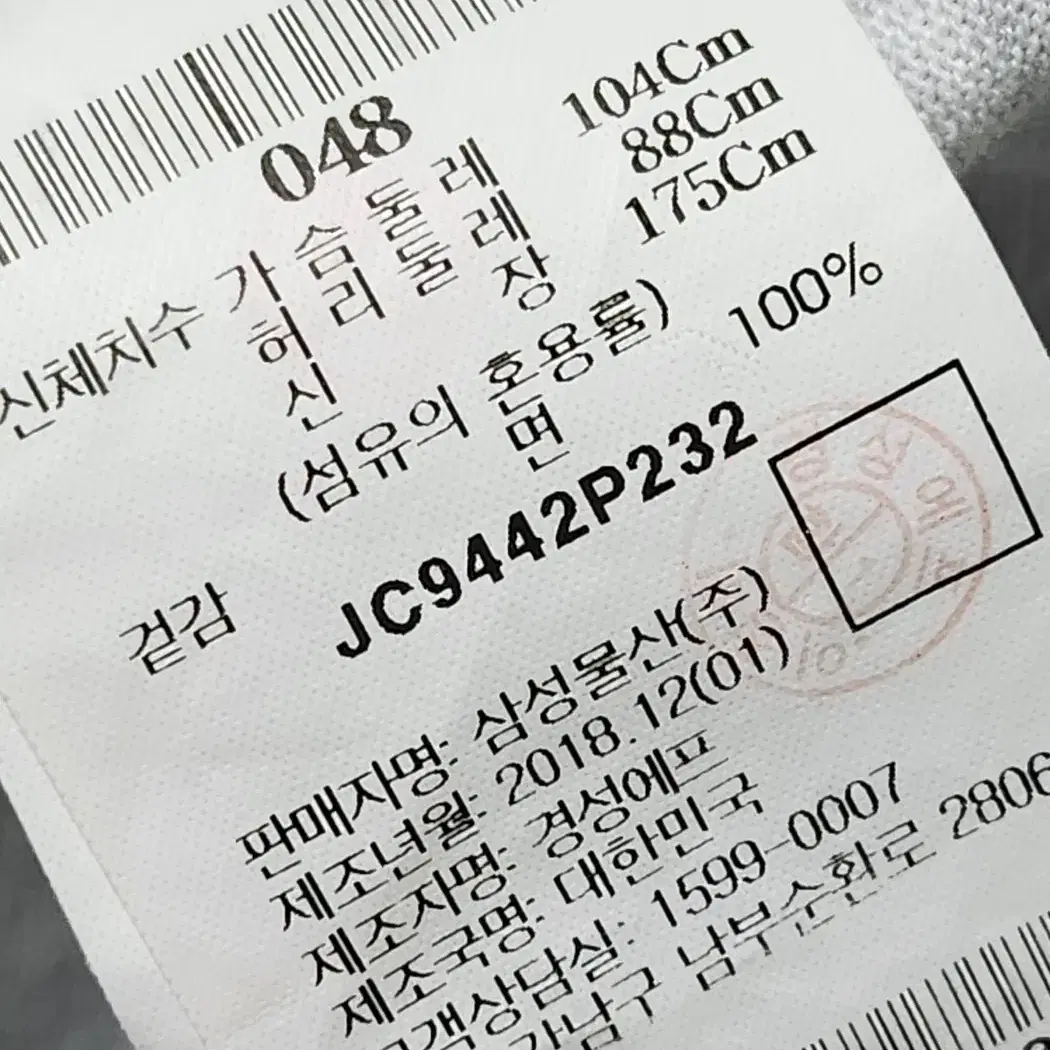 048
신체치수 가슴둘레 104Cm
허리둘레 88Cm
신장 175Cm
(섬유의 혼용률)
겉감 면 100%
JC9442P232
판매자명: 삼성물산(주)
제조년월: 2018.12(01)
제조자명: 경성에프
제조국명: 대한민국
고객상담실: 1599-0007
강남구 남부순환로 2806